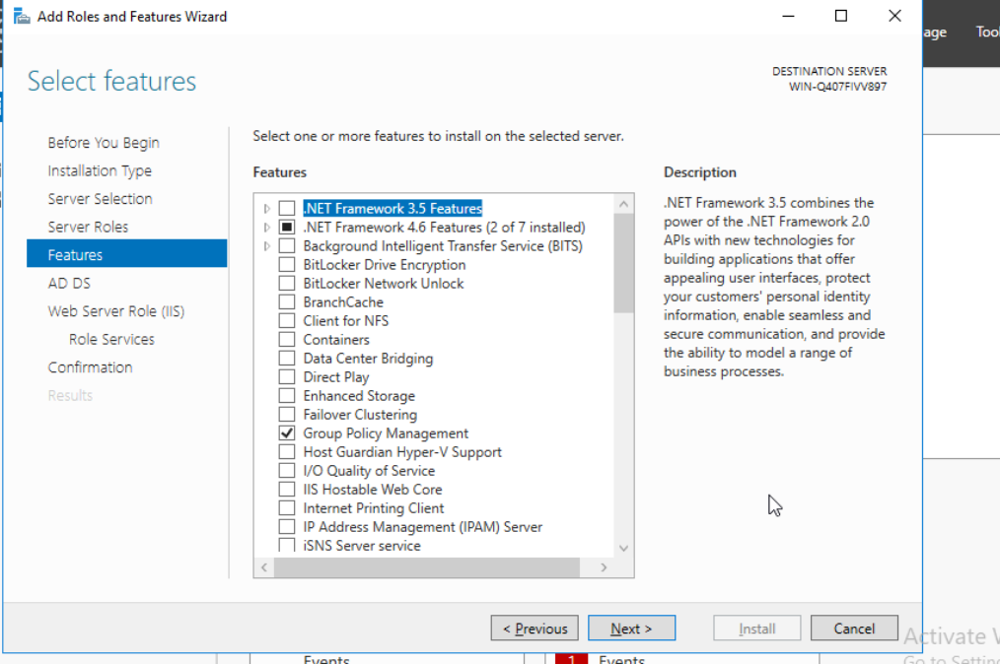 Add Roles and Features Wizard
age Tool
Select features
DESTINATION SERVER
WIN-Q407FIVV897
Before You Begin
Installation Type
Server Selection
Server Roles
Features
AD DS
Web Server Role (IIS)
Role Services
Confirmation
Results
Select one or more features to install on the selected server.
Features
.NET Framework 3.5 Features
.NET Framework 4.6 Features (2 of 7 installed)
Background Intelligent Transfer Service (BITS)
BitLocker Drive Encryption
BitLocker Network Unlock
BranchCache
Client for NFS
Containers
Data Center Bridging
Direct Play
Enhanced Storage
Failover Clustering
Group Policy Management
Host Guardian Hyper-V Support
I/O Quality of Service
IIS Hostable Web Core
Internet Printing Client
IP Address Management (IPAM) Server
iSNS Server service
Description
.NET Framework 3.5 combines the
power of the .NET Framework 2.0
APIs with new technologies for
building applications that offer
appealing user interfaces, protect
your customers' personal identity
information, enable seamless and
secure communication, and provide
the ability to model a range of
business processes.
< Previous
Next >
Install
Cancel
Activate
Events
1 Events
Go to